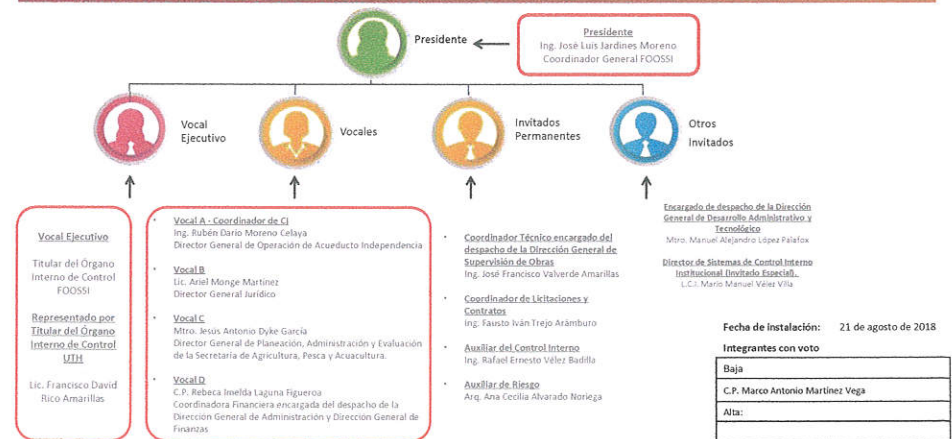 Presidente
Presidente
Ing. José Luis Jardines Moreno
Coordinador General FOOSSI
Vocal
Ejecutivo
Vocales
Invitados
Permanentes
Otros
Invitados
Vocal Ejecutivo
Titular del Órgano
Interno de Control
FOOSSI
Representado por
Titular del Órgano
Interno de Control
UTH
Lic. Francisco David
Rico Amarillas
Vocal A - Coordinador de CI
Ing. Rubén Darío Moreno Celaya
Director General de Operación de Acueducto Independencia
Vocal B
Lic. Ariel Monge Martínez
Director General Jurídico
Vocal C
Mtro. Jesús Antonio Dyke García
Director General de Planeación, Administración y Evaluación
de la Secretaría de Agricultura, Pesca y Acuacultura.
Vocal D
C.P. Rebeca Imelda Laguna Figueroa
Coordinadora Financiera encargada del despacho de la
Dirección General de Administración y Dirección General de
Finanzas
Coordinador Técnico encargado del
despacho de la Dirección General de
Supervisión de Obras
Ing. José Francisco Valverde Amarillas
Coordinador de Licitaciones y
Contratos
Ing. Fausto Iván Trejo Arámburo
Auxiliar del Control Interno
Ing. Rafael Ernesto Vélez Badilla
Auxiliar de Riesgo
Arq. Ana Cecilia Alvarado Noriega
Encargado de despacho de la Dirección
General de Desarrollo Administrativo y
Tecnológico
Mtro. Manuel Alejandro López Palafox
Director de Sistemas de Control Interno
Institucional (Invitado Especial).
L.C.I. Mario Manuel Vélez Villa
Fecha de instalación: 21 de agosto de 2018
Integrantes con voto
Baja
C.P. Marco Antonio Martínez Vega
Alta: